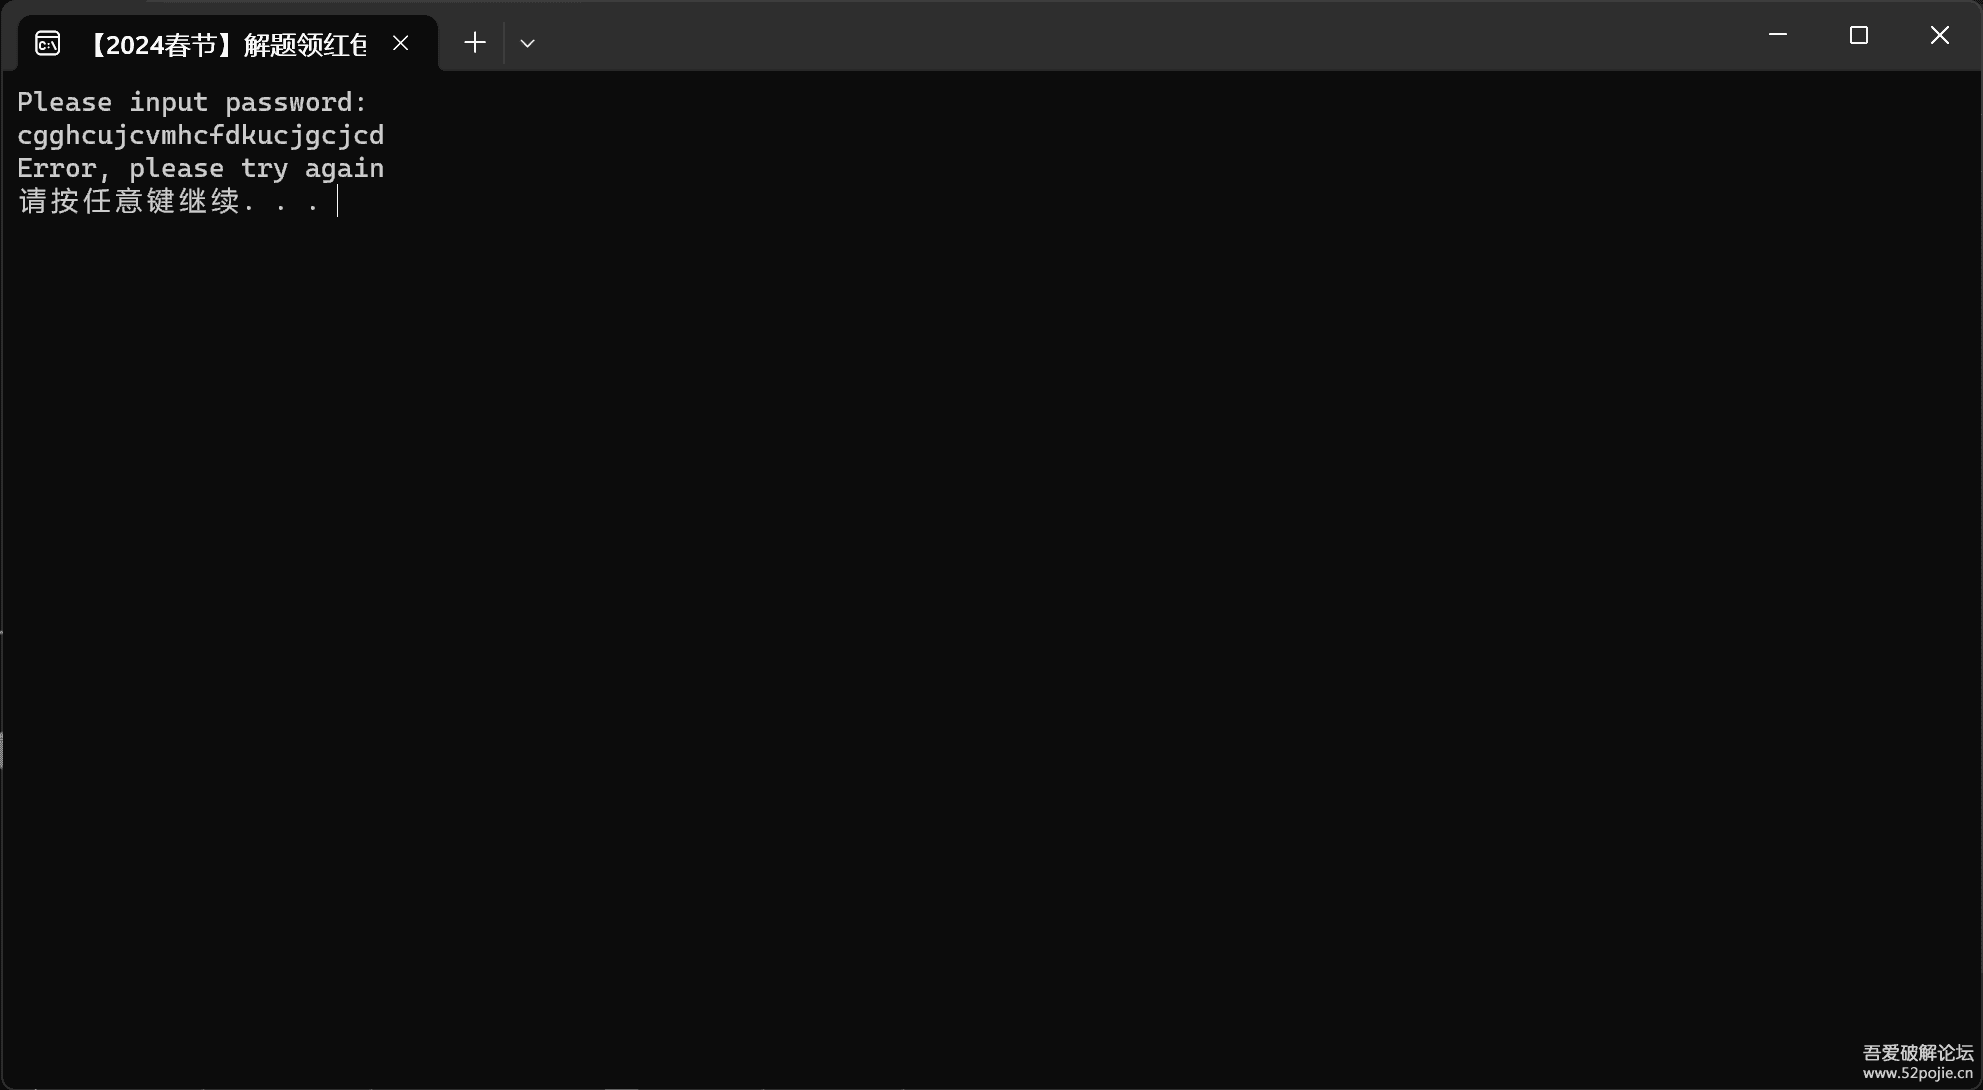 【2024春节】解题领红包
Please input password:
cgghcujcvmhcfdkucjgcjcd
Error, please try again
请按任意键继续. . .
吾爱破解论坛
www.52pojie.cn